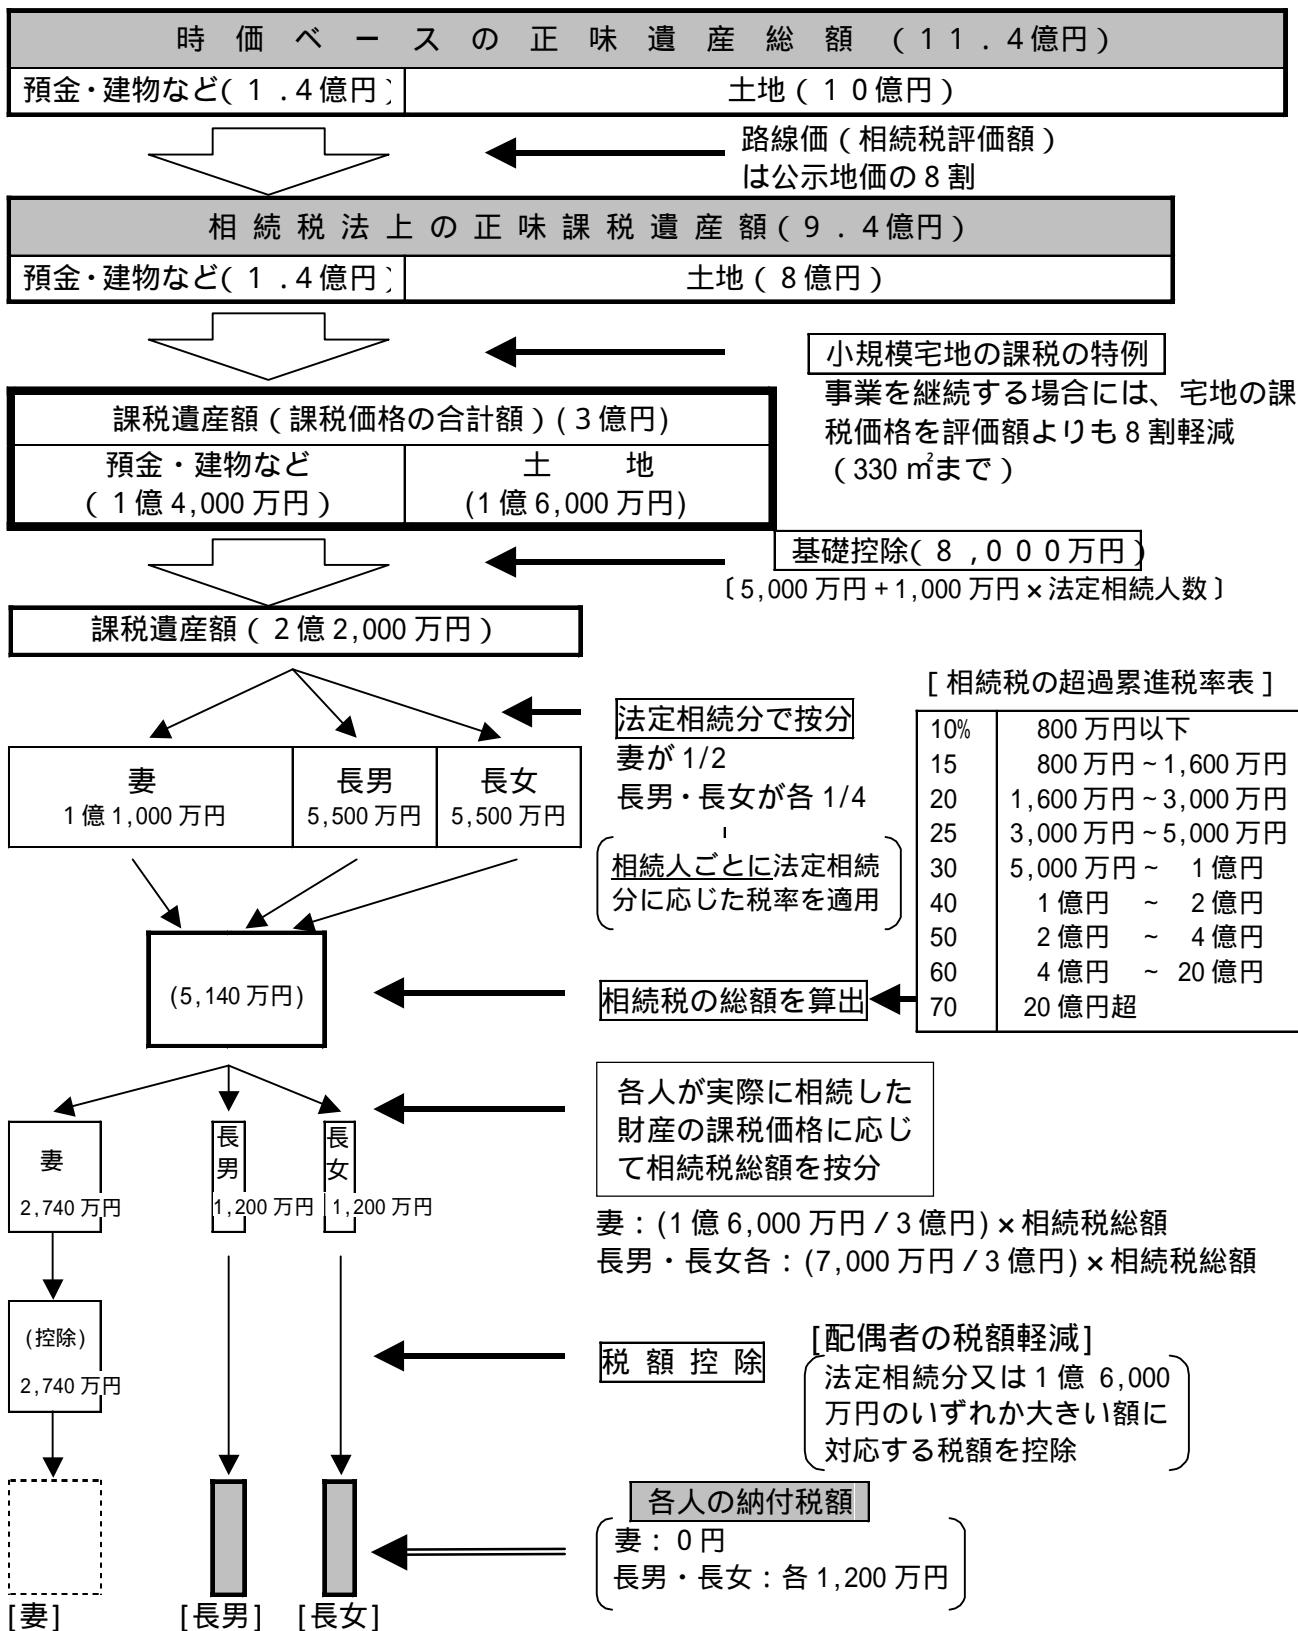 時価ベースの正味遺産総額 (11.4億円)
預金・建物など(1.4億円)
土地(10億円)
路線価(相続税評価額)
は公示地価の8割
相続税法上の正味課税遺産額(9.4億円)
預金・建物など(1.4億円)
土地(8億円)
小規模宅地の課税の特例
事業を継続する場合には、宅地の課
税価格を評価額よりも8割軽減
(330㎡まで)
課税遺産額(課税価格の合計額)(3億円)
預金・建物など
(1億4,000万円)
土 地
(1億6,000万円)
基礎控除(8,000万円)
〔5,000万円+1,000万円×法定相続人数〕
課税遺産額(2億2,000万円)
[相続税の超過累進税率表]
10% 800万円以下
15 800万円~1,600万円
20 1,600万円~3,000万円
25 3,000万円~5,000万円
30 5,000万円~ 1億円
40 1億円 ~ 2億円
50 2億円 ~ 4億円
60 4億円 ~ 20億円
70 20億円超
法定相続分で按分
妻が1/2
長男・長女が各1/4
相続人ごとに法定相続
分に応じた税率を適用
妻
1億1,000万円
長男
5,500万円
長女
5,500万円
(5,140万円)
相続税の総額を算出
各人が実際に相続した
財産の課税価格に応じ
て相続税総額を按分
妻
2,740万円
長男
1,200万円
長女
1,200万円
妻:(1億6,000万円/3億円)×相続税総額
長男・長女各:(7,000万円/3億円)×相続税総額
(控除)
2,740万円
税額控除
[配偶者の税額軽減]
法定相続分又は1億 6,000
万円のいずれか大きい額に
対応する税額を控除
各人の納付税額
妻:0円
長男・長女:各1,200万円
[妻]
[長男]
[長女]